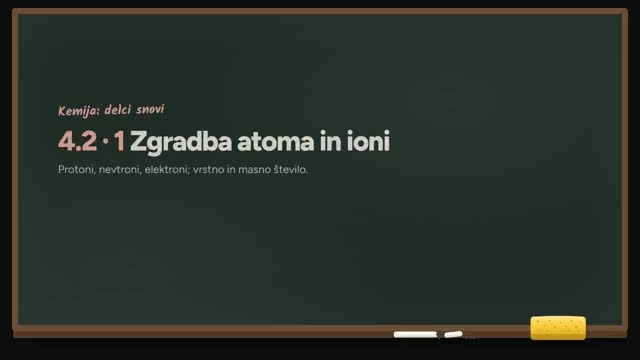 Kemija: delci snovi
4.2 · 1 Zgradba atoma in ioni
Protoni, nevtroni, elektroni; vrstno in masno število.